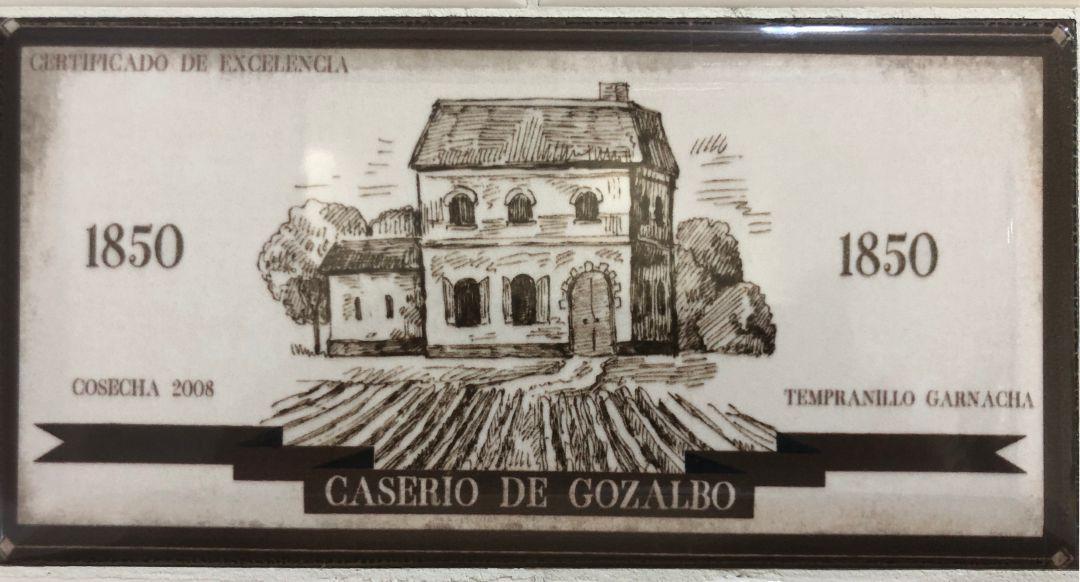 CERTIFICADO DE EXCELENCIA
1850
1850
COSECHA 2008
TEMPRANILLO GARNACHA
CASERIO DE GOZALBO